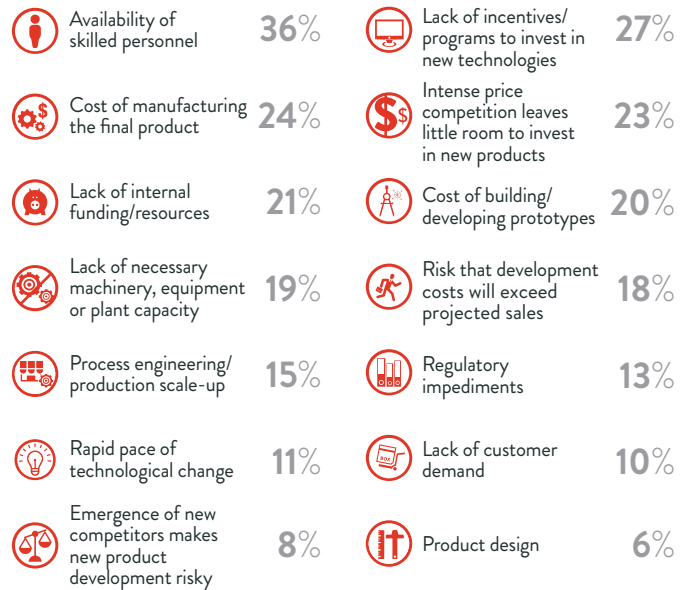 Availability of
skilled personnel
36%
Lack of incentives/
programs to invest in
new technologies
27%
Cost of manufacturing
the final product
24%
Intense price
competition leaves
little room to invest
in new products
23%
Lack of internal
funding/resources
21%
Cost of building/
developing prototypes
20%
Lack of necessary
machinery, equipment
or plant capacity
19%
Risk that development
costs will exceed
projected sales
18%
Process engineering/
production scale-up
15%
Regulatory
impediments
13%
Rapid pace of
technological change
11%
BOX
Lack of customer
demand
10%
Emergence of new
competitors makes
new product
development risky
8%
Product design
6%